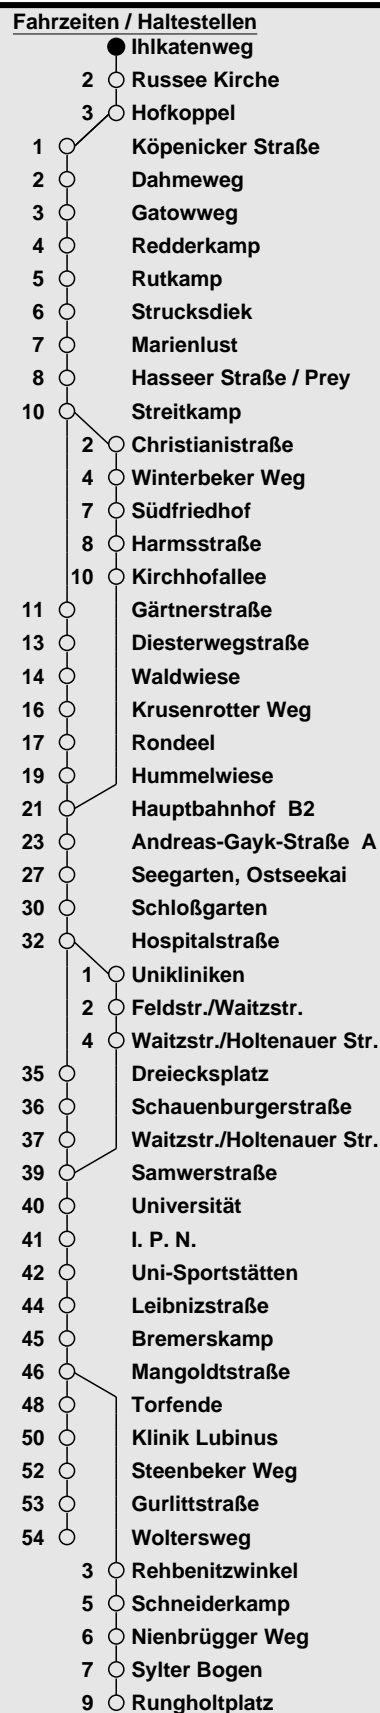 Fahrzeiten / Haltestellen
Ihlkatenweg
2 Russee Kirche
3 Hofkoppel
1 Köpenicker Straße
2 Dahmeweg
3 Gatowweg
4 Redderkamp
5 Rutkamp
6 Strucksdiek
7 Marienlust
8 Hasseer Straße / Prey
10 Streitkamp
2 Christianistraße
4 Winterbeker Weg
7 Südfriedhof
8 Harmsstraße
10 Kirchhofallee
11 Gärtnerstraße
13 Diesterwegstraße
14 Waldwiese
16 Krusenrotter Weg
17 Rondeel
19 Hummelwiese
21 Hauptbahnhof B2
23 Andreas-Gayk-Straße A
27 Seegarten, Ostseekai
30 Schloßgarten
32 Hospitalstraße
1 Unikliniken
2 Feldstr./Waitzstr.
4 Waitzstr./Holtenauer Str.
35 Dreiecksplatz
36 Schauenburgerstraße
37 Waitzstr./Holtenauer Str.
39 Samwerstraße
40 Universität
41 I. P. N.
42 Uni-Sportstätten
44 Leibnizstraße
45 Bremerskamp
46 Mangoldtstraße
48 Torfende
50 Klinik Lubinus
52 Steenbeker Weg
53 Gurlittstraße
54 Woltersweg
3 Rehbenitzwinkel
5 Schneiderkamp
6 Nienbrügger Weg
7 Sylter Bogen
9 Rungholtplatz